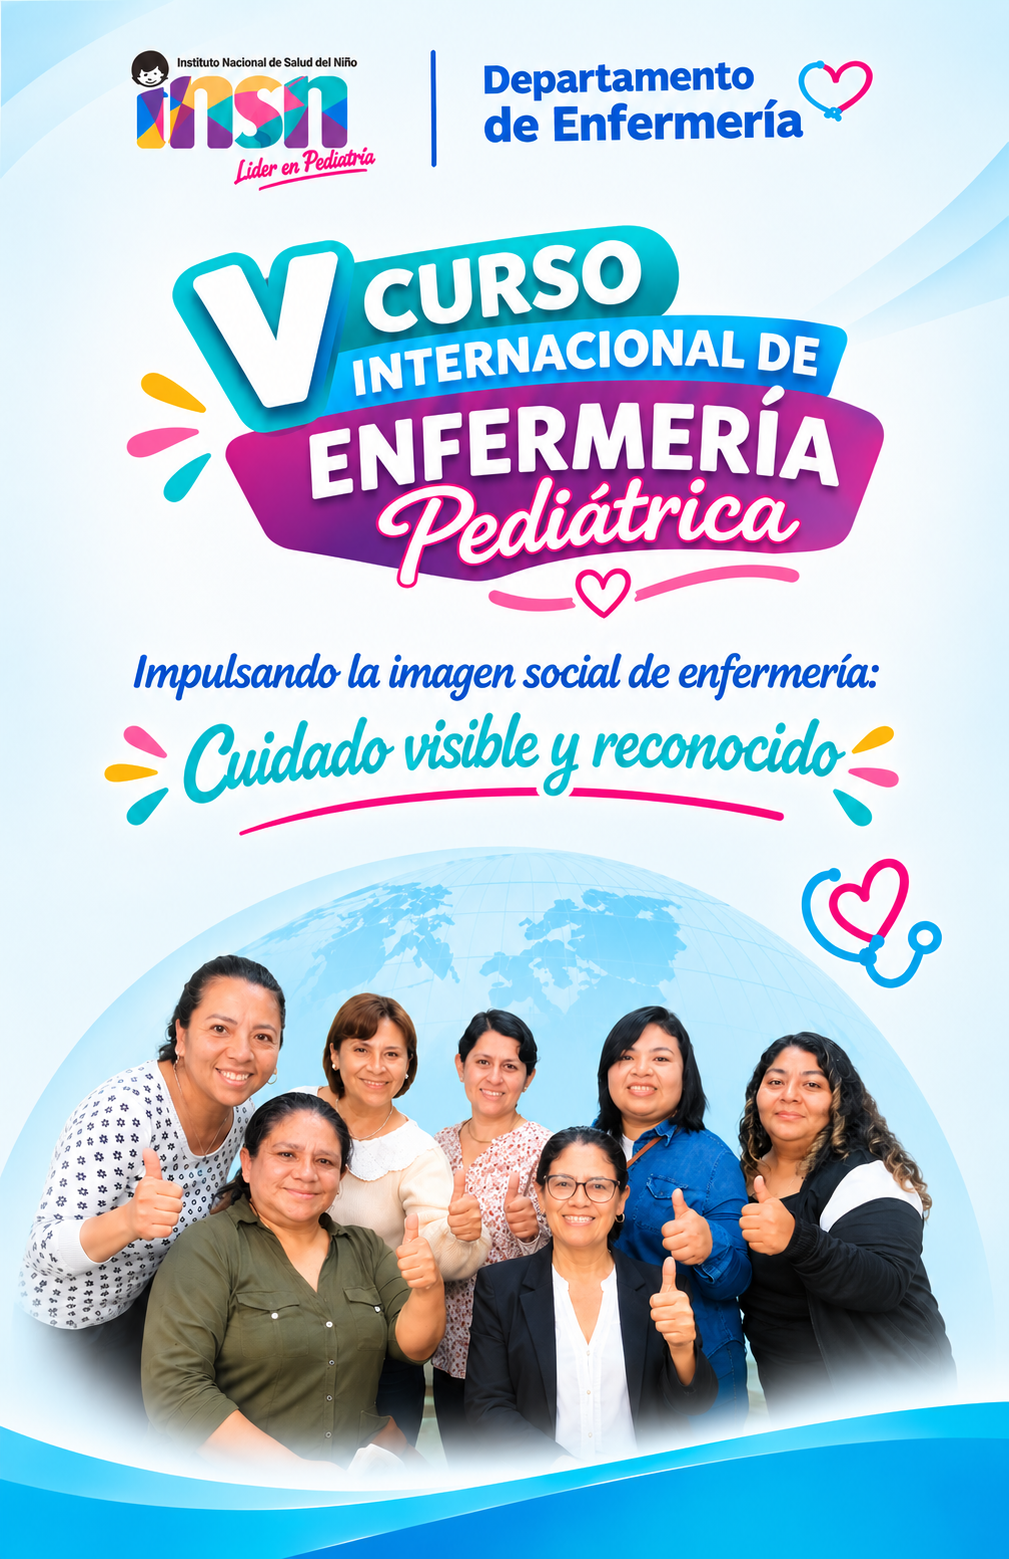 Instituto Nacional de Salud del Niño
insn
Líder en Pediatría
Departamento
de Enfermería
V CURSO
INTERNACIONAL DE
ENFERMERÍA
Pediátrica
Impulsando la imagen social de enfermería:
Cuidado visible y reconocido